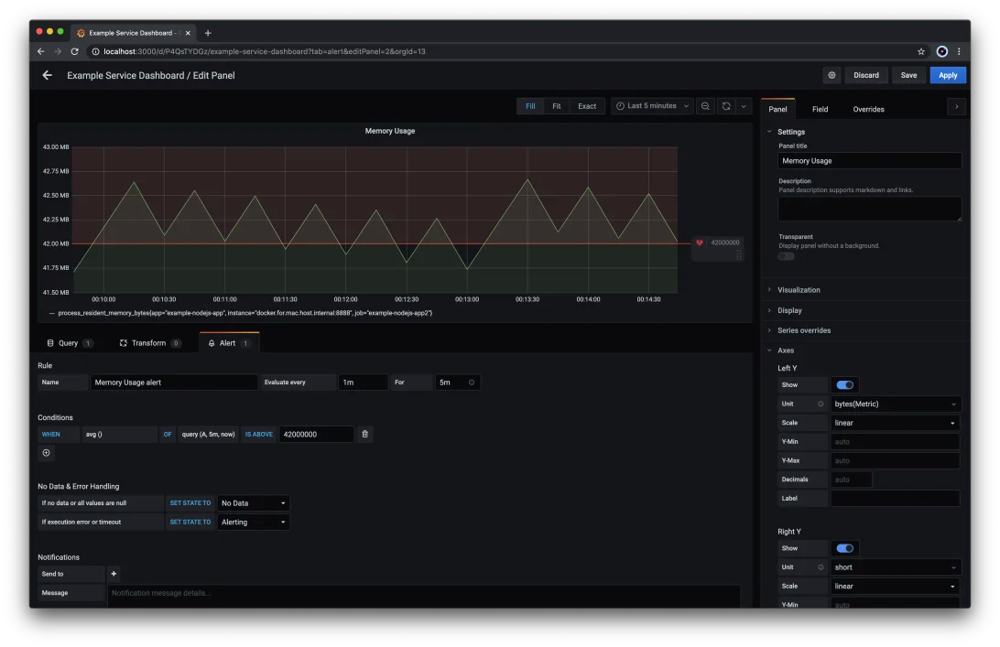 Example Service Dashboard -
localhost:3000/d/P4QsTYDGz/example-service-dashboard?tab=alert&editPanel=2&orgId=13
Example Service Dashboard / Edit Panel
Discard Save Apply
Fill Fit Exact Last 5 minutes
Panel Field Overrides
Memory Usage
43.00 MB
42.75 MB
42.50 MB
42.25 MB
42.00 MB
41.75 MB
41.50 MB
42000000
00:10:00 00:10:30 00:11:00 00:11:30 00:12:00 00:12:30 00:13:00 00:13:30 00:14:00 00:14:30
process_resident_memory_bytes{app="example-nodejs-app", instance="docker.for.mac.host.internal:8888", job="example-nodejs-app2"}
Query 1 Transform 0 Alert 1
Rule
Name Memory Usage alert Evaluate every 1m For 5m
Conditions
WHEN avg () OF query (A, 5m, now) IS ABOVE 42000000
No Data & Error Handling
If no data or all values are null SET STATE TO No Data
If execution error or timeout SET STATE TO Alerting
Notifications
Send to +
Message Notification message details...
Settings
Panel title
Memory Usage
Description
Panel description supports markdown and links.
Transparent
Display panel without a background.
Visualization
Display
Series overrides
Axes
Left Y
Show
Unit bytes(Metric)
Scale linear
Y-Min auto
Y-Max auto
Decimals auto
Label
Right Y
Show
Unit short
Scale linear
Y-Min auto